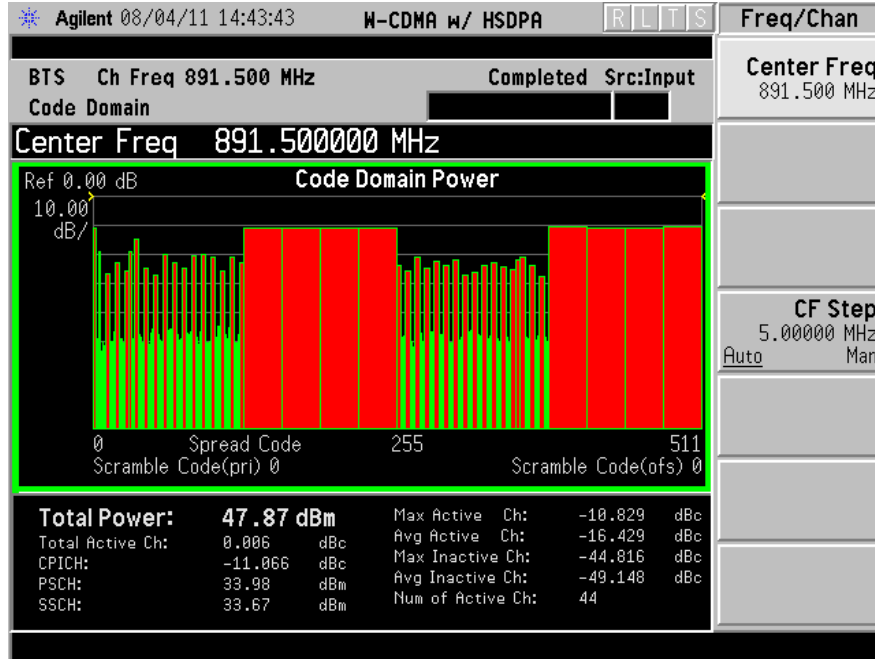 Agilent 08/04/11 14:43:43 W-CDMA w/ HSDPA R L T S Freq/Chan
BTS Ch Freq 891.500 MHz Completed Src:Input
Code Domain
Center Freq
891.500 MHz
Center Freq 891.500000 MHz
Ref 0.00 dB Code Domain Power
10.00
dB/
CF Step
5.00000 MHz
Auto Man
0 Spread Code 255 511
Scramble Code(pri) 0 Scramble Code(ofs) 0
Total Power: 47.87 dBm
Total Active Ch: 0.006 dBc
CPICH: -11.066 dBc
PSCH: 33.98 dBm
SSCH: 33.67 dBm
Max Active Ch: -10.829 dBc
Avg Active Ch: -16.429 dBc
Max Inactive Ch: -44.816 dBc
Avg Inactive Ch: -49.148 dBc
Num of Active Ch: 44